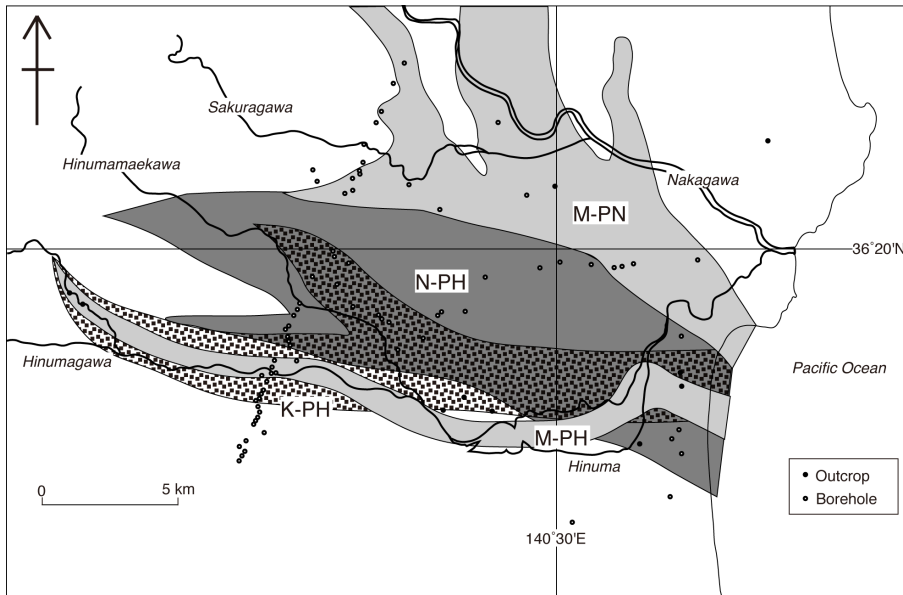 Sakuragawa
Hinumamaekawa
Nakagawa
M-PN
36˚20'N
N-PH
Hinumagawa
Pacific Ocean
K-PH
M-PH
Hinuma
Outcrop
Borehole
0 5 km
140˚30'E